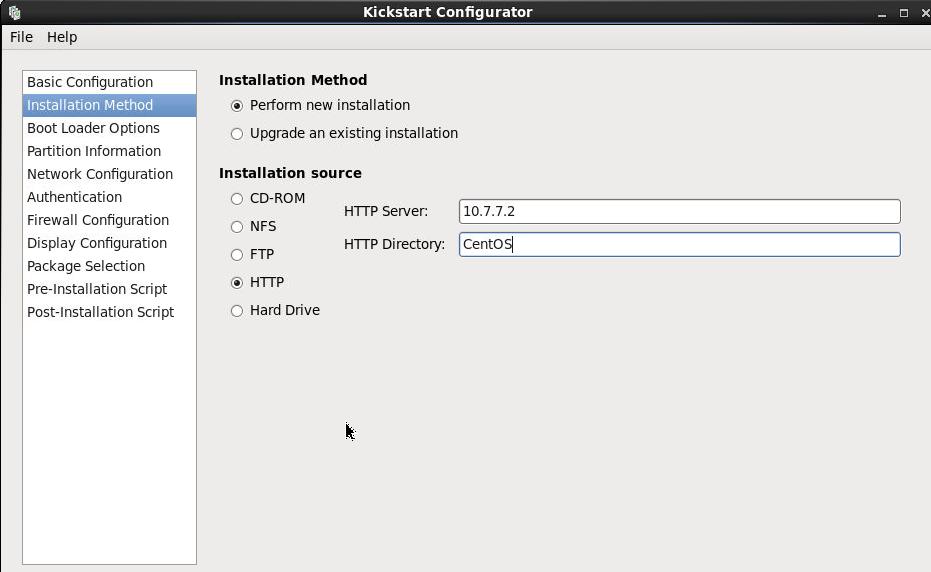 Kickstart Configurator
File Help
Basic Configuration
Installation Method
Boot Loader Options
Partition Information
Network Configuration
Authentication
Firewall Configuration
Display Configuration
Package Selection
Pre-Installation Script
Post-Installation Script
Installation Method
Perform new installation
Upgrade an existing installation
Installation source
CD-ROM
NFS
FTP
HTTP
Hard Drive
HTTP Server: 10.7.7.2
HTTP Directory: CentOS